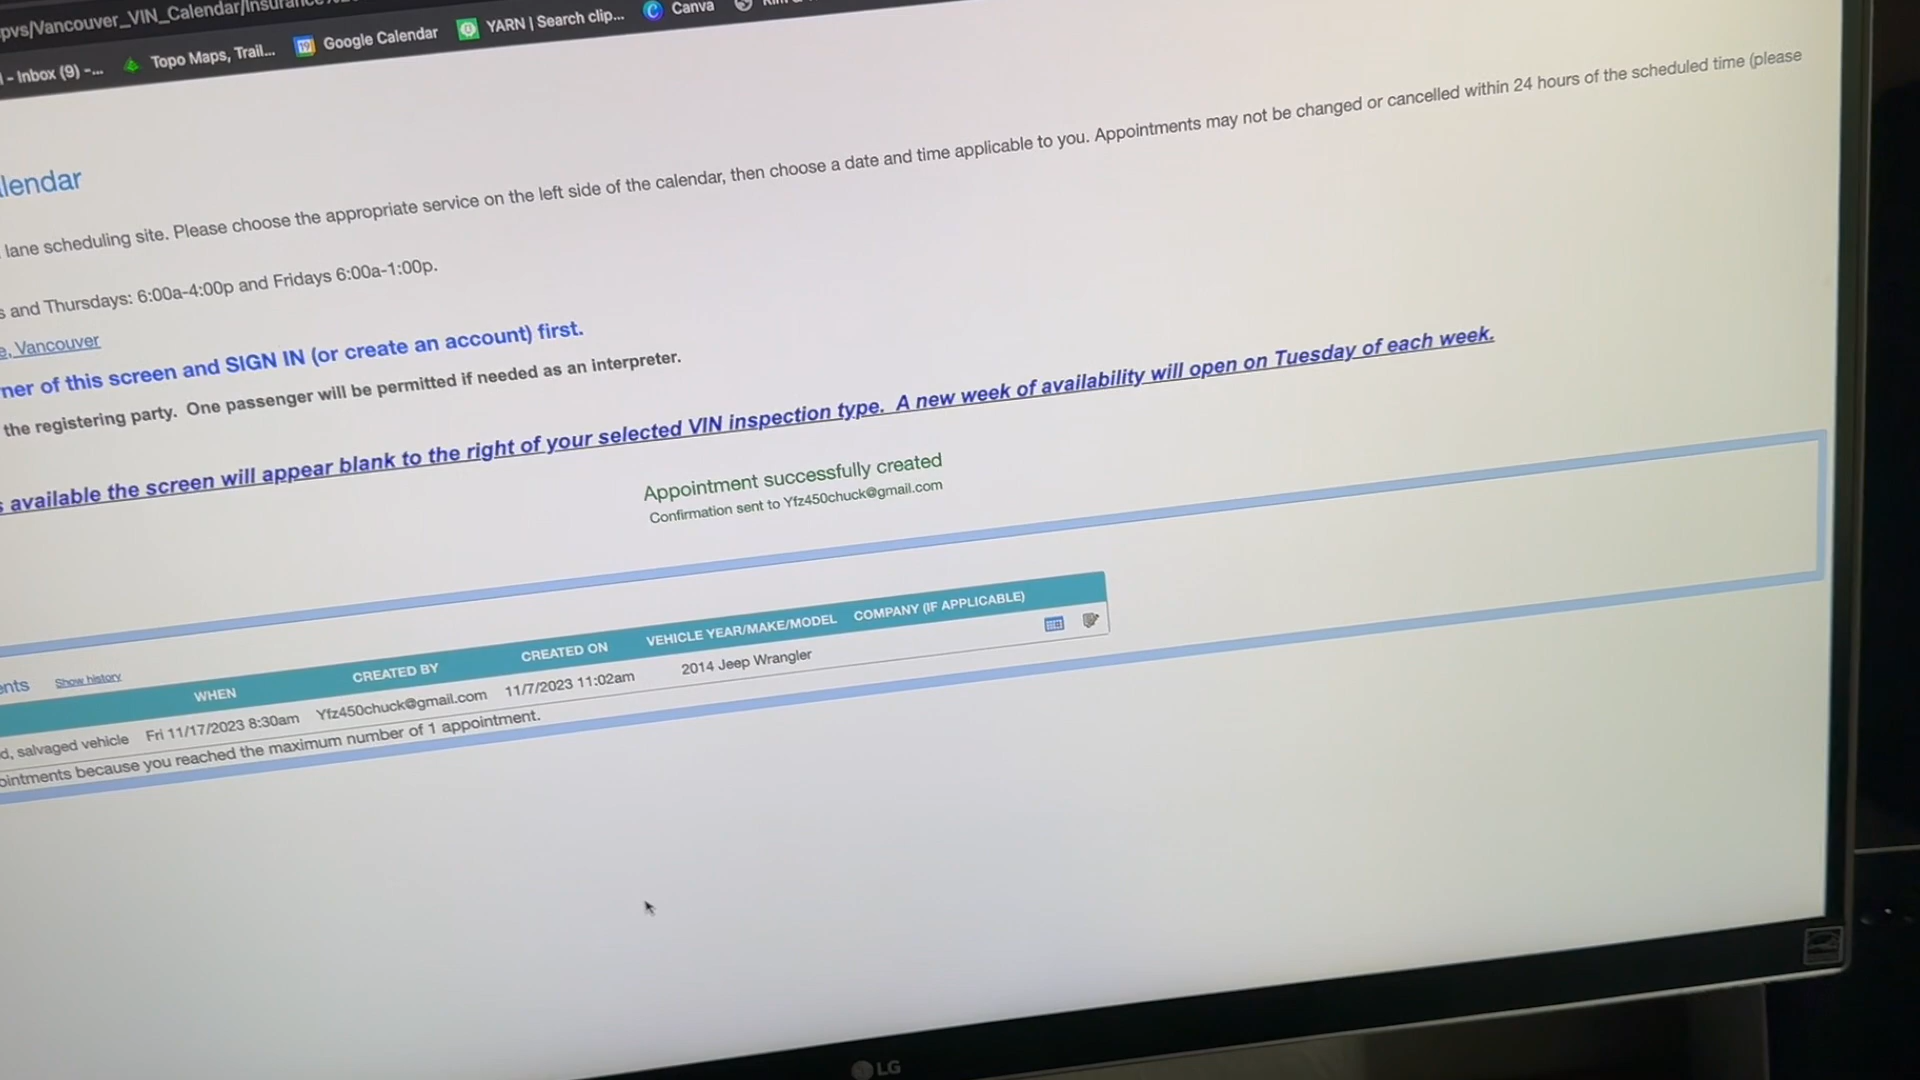 pvs/Vancouver_VIN_Calendar/Insurance
- Inbox (9) -...
Topo Maps, Trail...
19
Google Calendar
YARN | Search clip...
Canva
lendar
lane scheduling site. Please choose the appropriate service on the left side of the calendar, then choose a date and time applicable to you. Appointments may not be changed or cancelled within 24 hours of the scheduled time (please
s and Thursdays: 6:00a-4:00p and Fridays 6:00a-1:00p.
e, Vancouver
ner of this screen and SIGN IN (or create an account) first.
the registering party. One passenger will be permitted if needed as an interpreter.
s available the screen will appear blank to the right of your selected VIN inspection type. A new week of availability will open on Tuesday of each week.
Appointment successfully created
Confirmation sent to Yfz450chuck@gmail.com
ents Show history
WHEN CREATED BY CREATED ON VEHICLE YEAR/MAKE/MODEL COMPANY (IF APPLICABLE)
d, salvaged vehicle Fri 11/17/2023 8:30am Yfz450chuck@gmail.com 11/7/2023 11:02am 2014 Jeep Wrangler
ointments because you reached the maximum number of 1 appointment.
LG